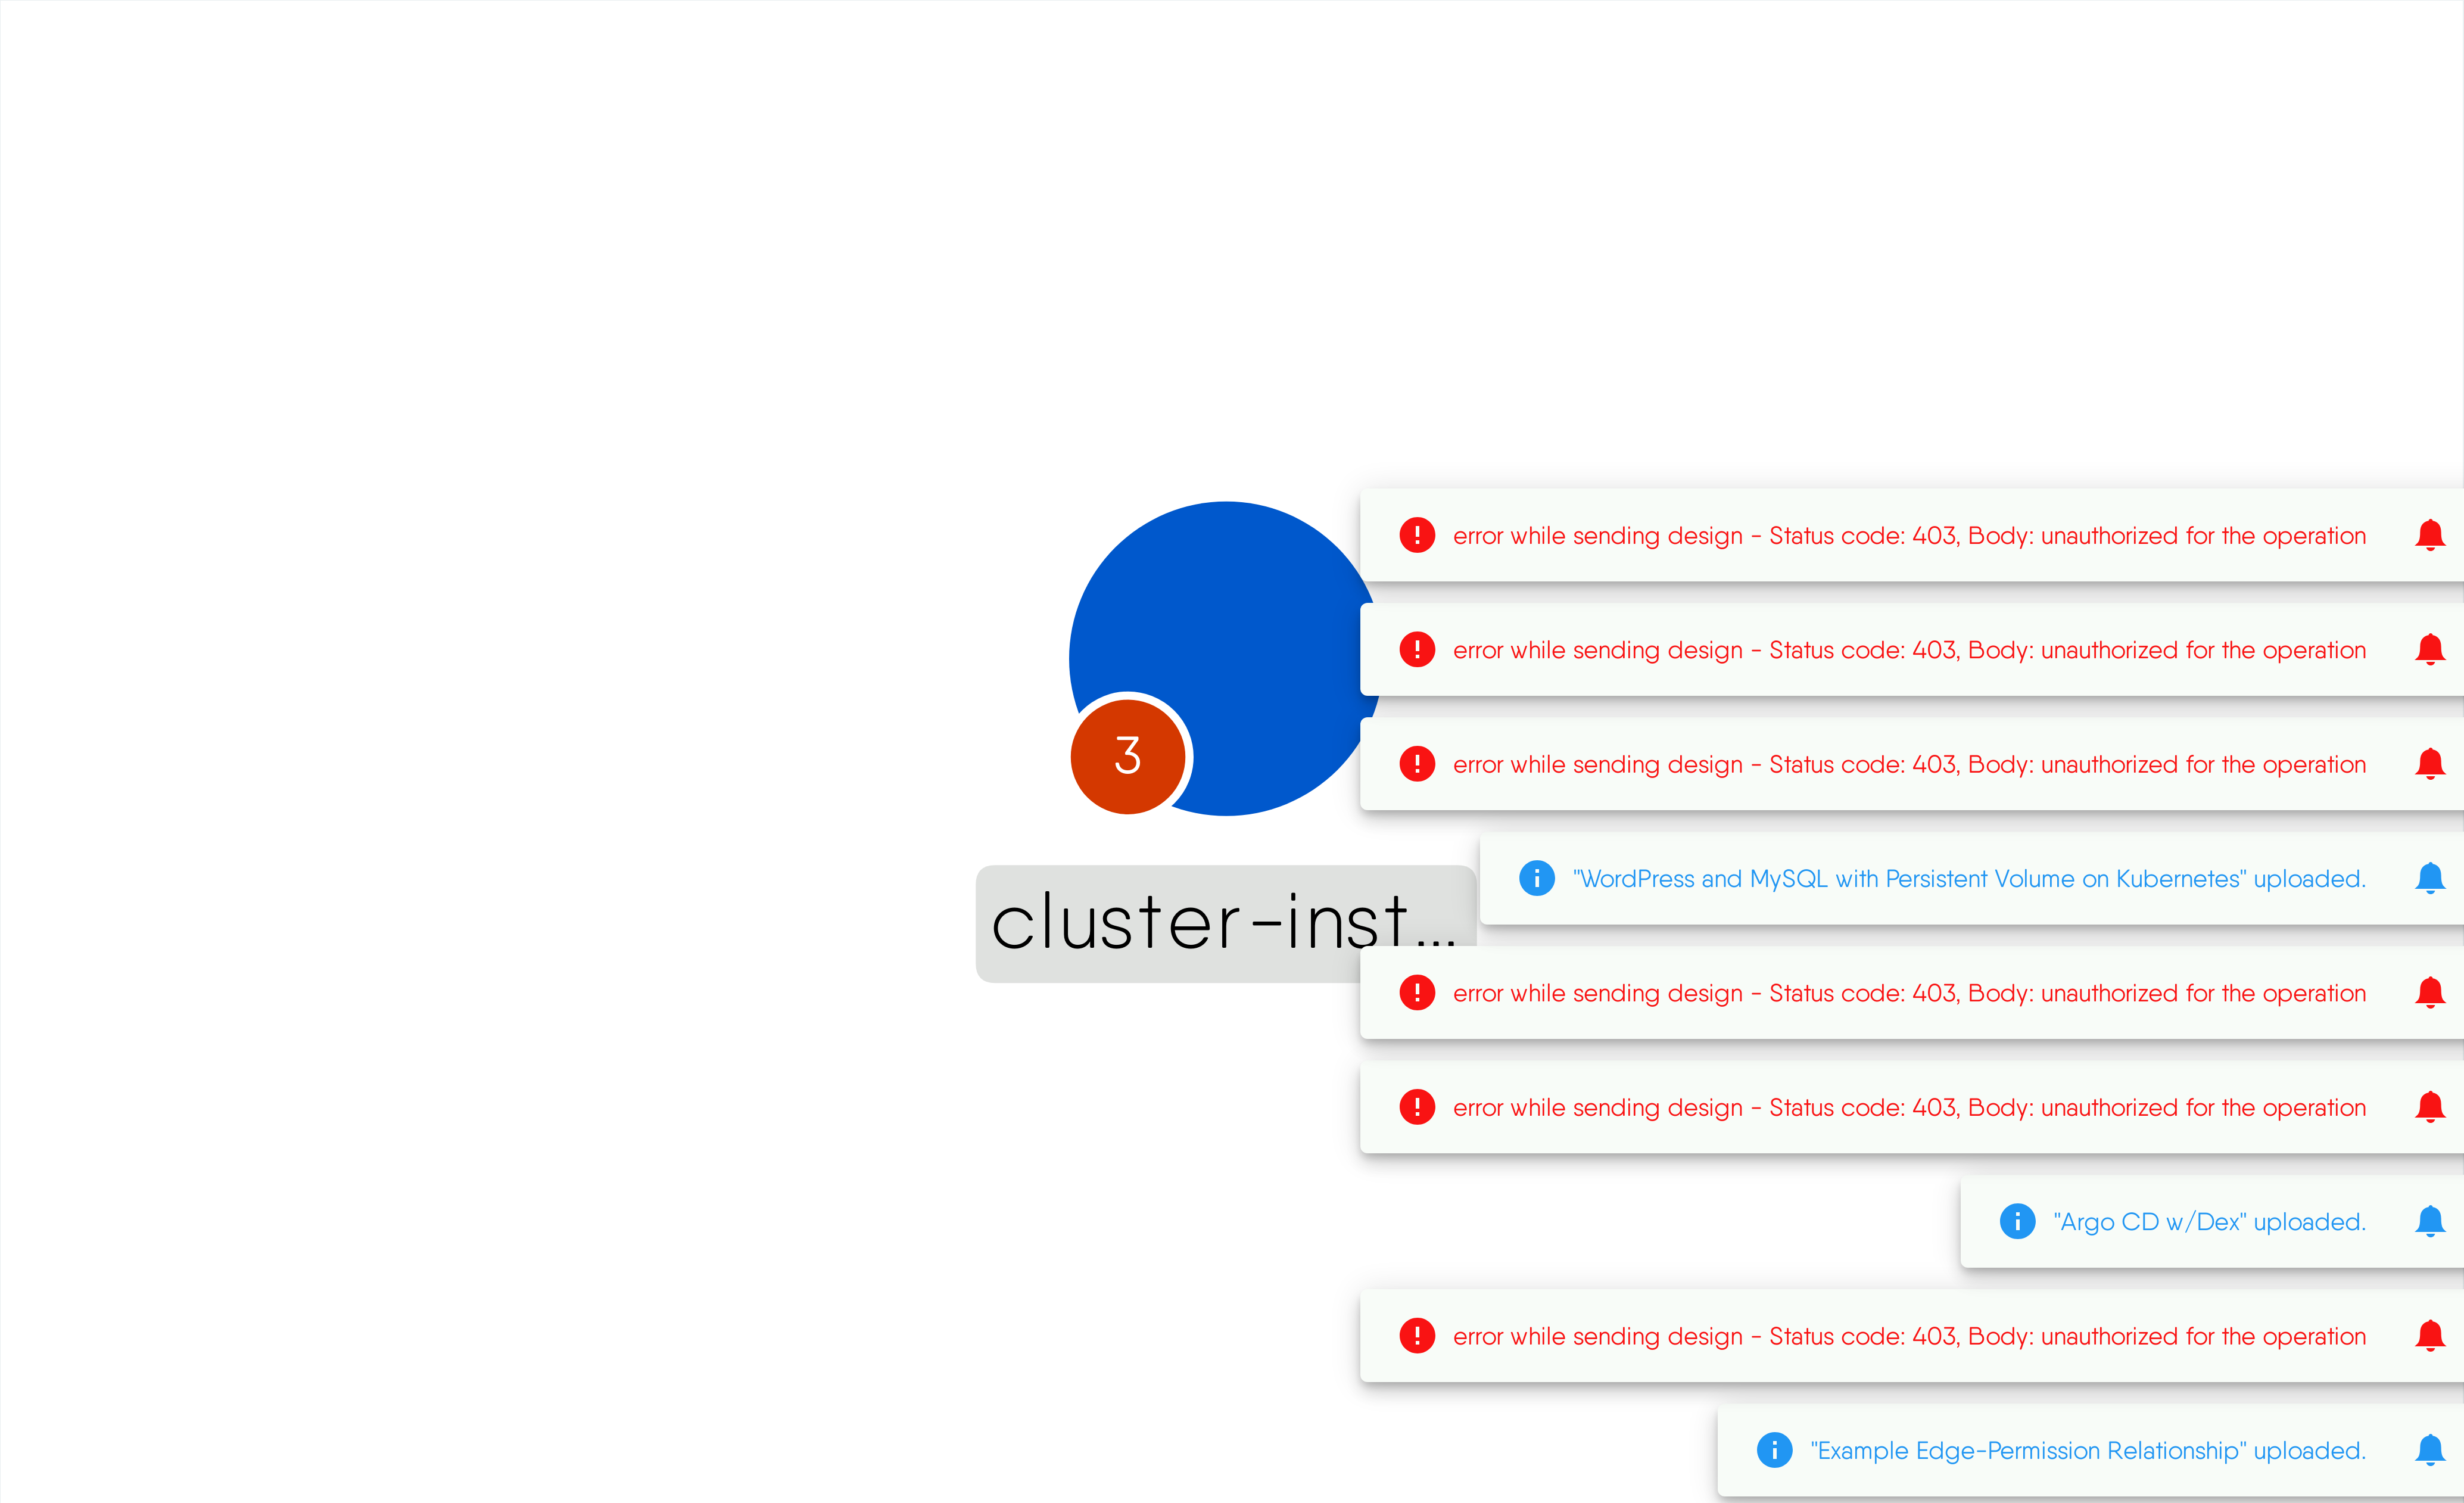 error while sending design - Status code: 403, Body: unauthorized for the operation
error while sending design - Status code: 403, Body: unauthorized for the operation
3
error while sending design - Status code: 403, Body: unauthorized for the operation
"WordPress and MySQL with Persistent Volume on Kubernetes" uploaded.
cluster-inst...
error while sending design - Status code: 403, Body: unauthorized for the operation
error while sending design - Status code: 403, Body: unauthorized for the operation
"Argo CD w/Dex" uploaded.
error while sending design - Status code: 403, Body: unauthorized for the operation
"Example Edge-Permission Relationship" uploaded.